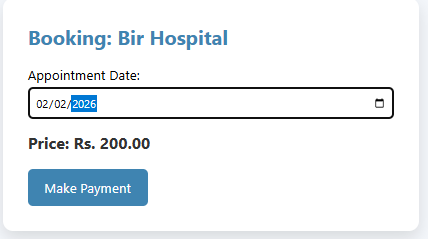 Booking: Bir Hospital
Appointment Date:
02/02/2026
Price: Rs. 200.00
Make Payment